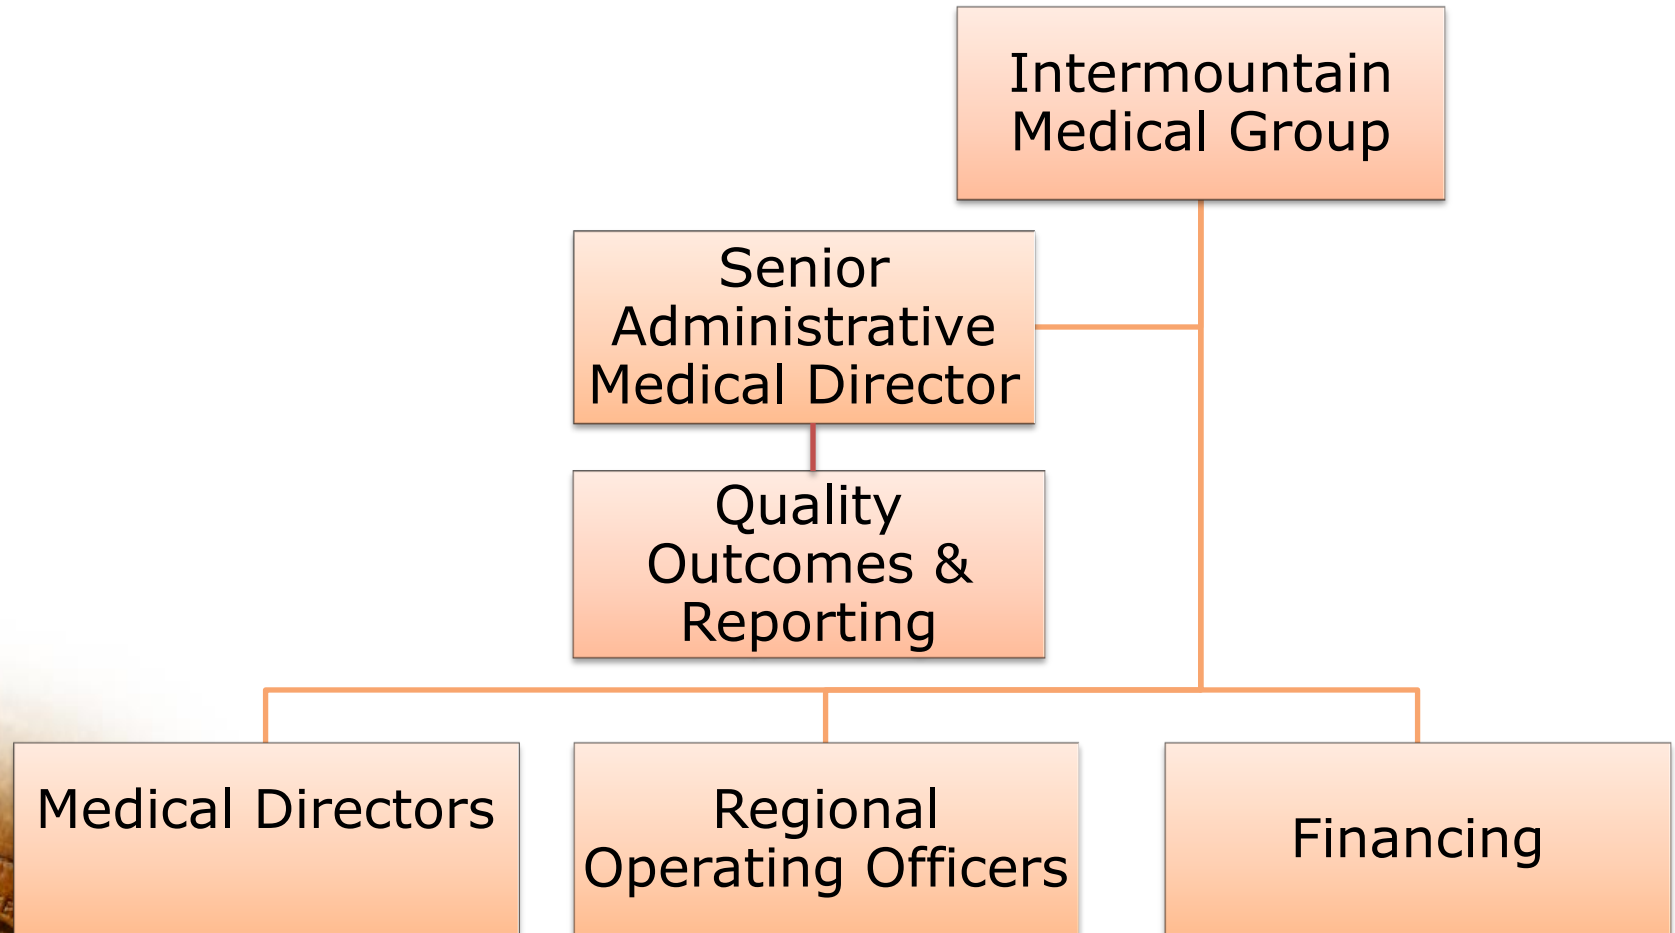 Intermountain
Medical Group
Senior
Administrative
Medical Director
Quality
Outcomes &
Reporting
Medical Directors
Regional
Operating Officers
Financing